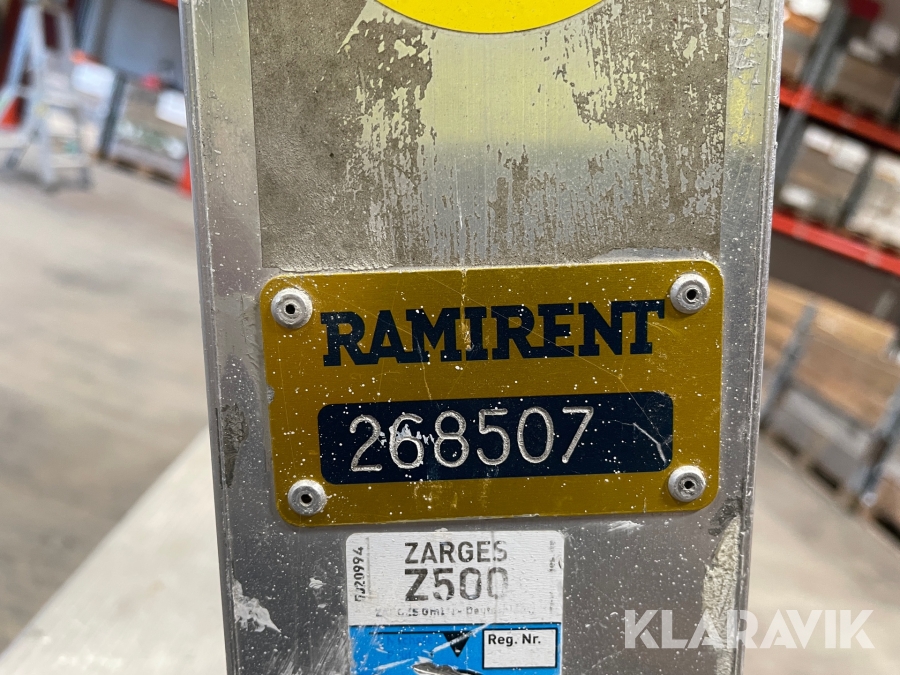 RAMIRENT
268507
ZARGES
Z500
Reg. Nr.
KLARAVIK